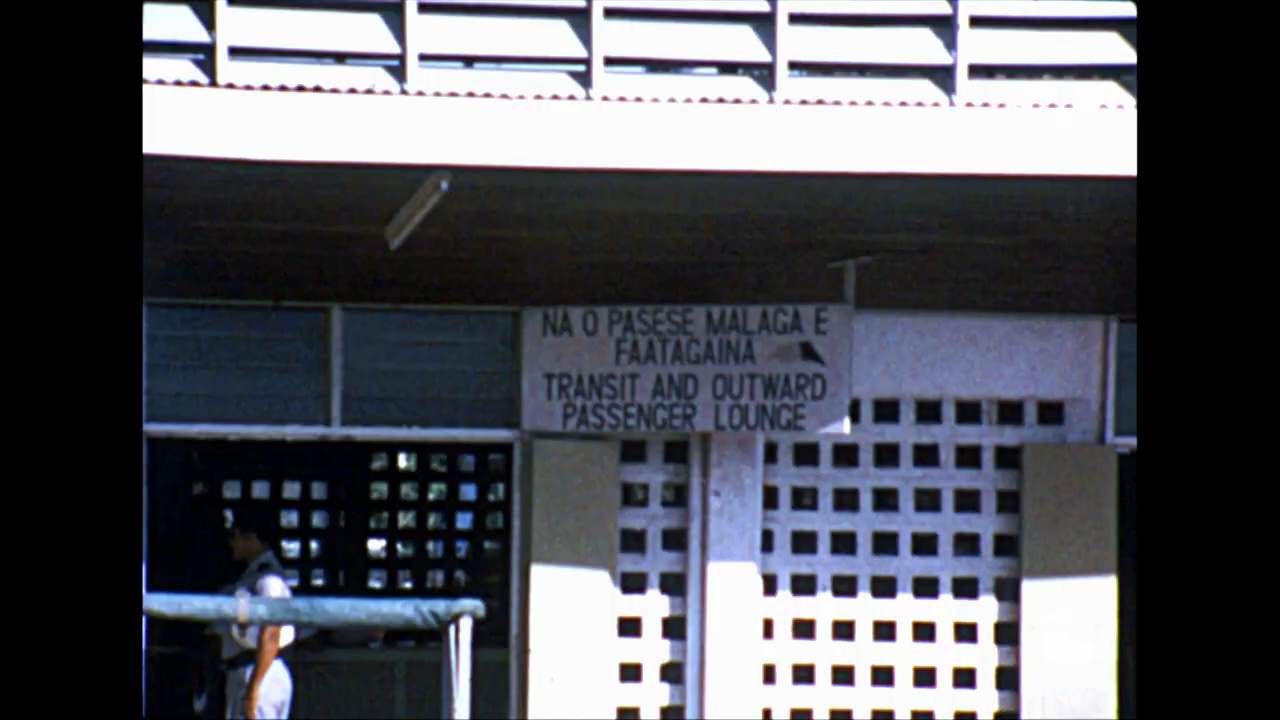 NA O PASESE MALAGA E
FAATAGAINA
TRANSIT AND OUTWARD
PASSENGER LOUNGE